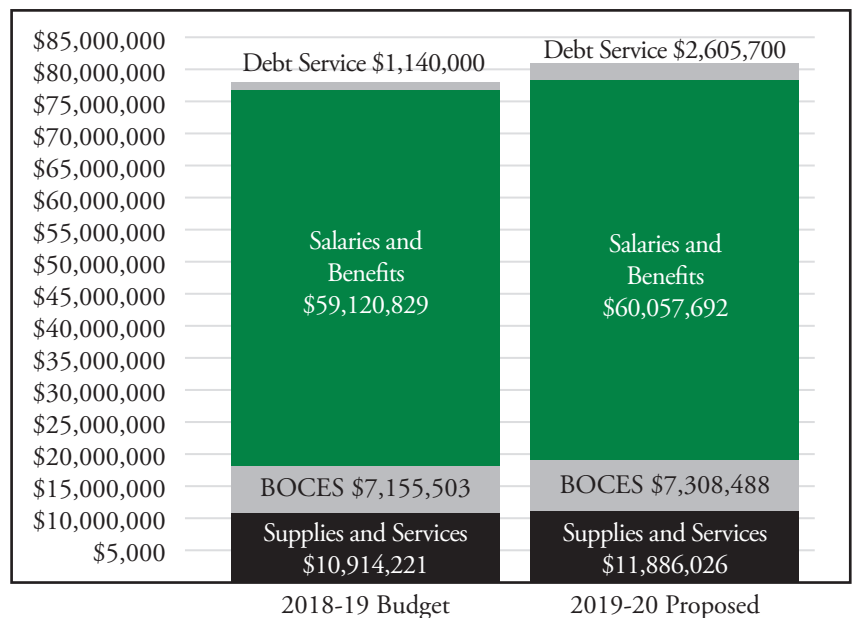 $85,000,000
$80,000,000
$75,000,000
$70,000,000
$65,000,000
$60,000,000
$55,000,000
$50,000,000
$45,000,000
$40,000,000
$35,000,000
$30,000,000
$25,000,000
$20,000,000
$15,000,000
$10,000,000
$5,000
Debt Service $1,140,000
Salaries and
Benefits
$59,120,829
BOCES $7,155,503
Supplies and Services
$10,914,221
2018-19 Budget
Debt Service $2,605,700
Salaries and
Benefits
$60,057,692
BOCES $7,308,488
Supplies and Services
$11,886,026
2019-20 Proposed